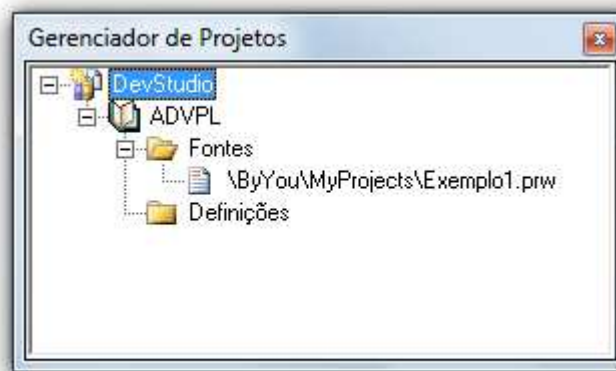 Gerenciador de Projetos
DevStudio
ADVPL
Fontes
\ByYou\MyProjects\Exemplo1.prw
Definições